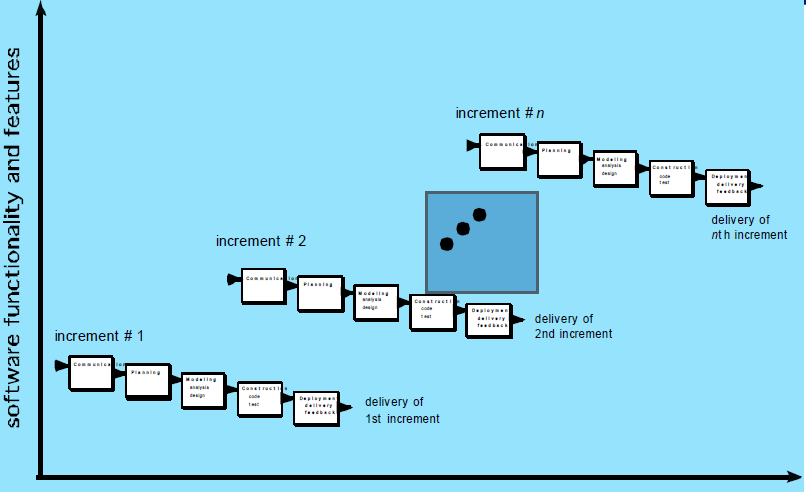 software functionality and features
increment # n
Communication
Planning
Modeling
analysis
design
Construction
code
test
Deployment
delivery
feedback
delivery of
nth increment
increment # 2
Communication
Planning
Modeling
analysis
design
Construction
code
test
Deployment
delivery
feedback
delivery of
2nd increment
increment # 1
Communication
Planning
Modeling
analysis
design
Construction
code
test
Deployment
delivery
feedback
delivery of
1st increment